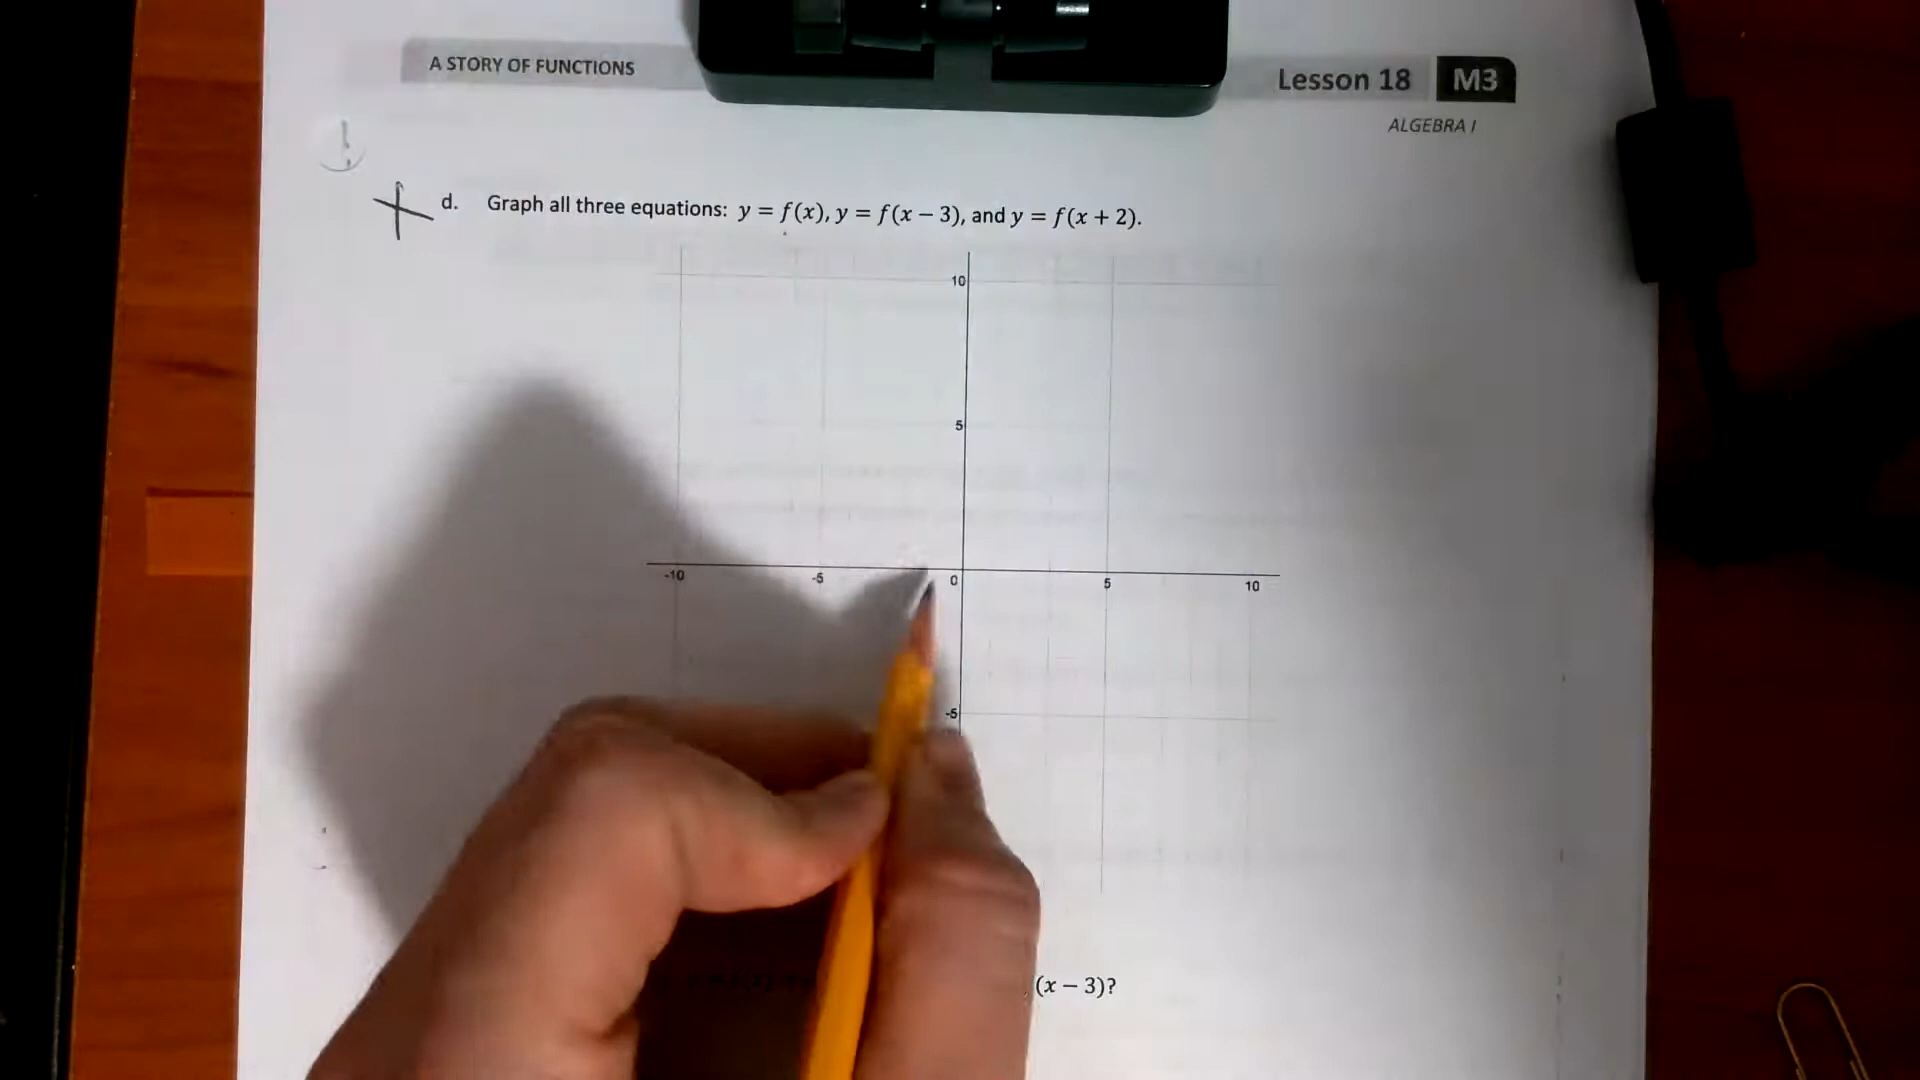 A STORY OF FUNCTIONS
Lesson 18 M3
ALGEBRA I
d. Graph all three equations: y = f(x), y = f(x − 3), and y = f(x + 2).
10
5
-10 -5 0 5 10
-5
(x − 3)?